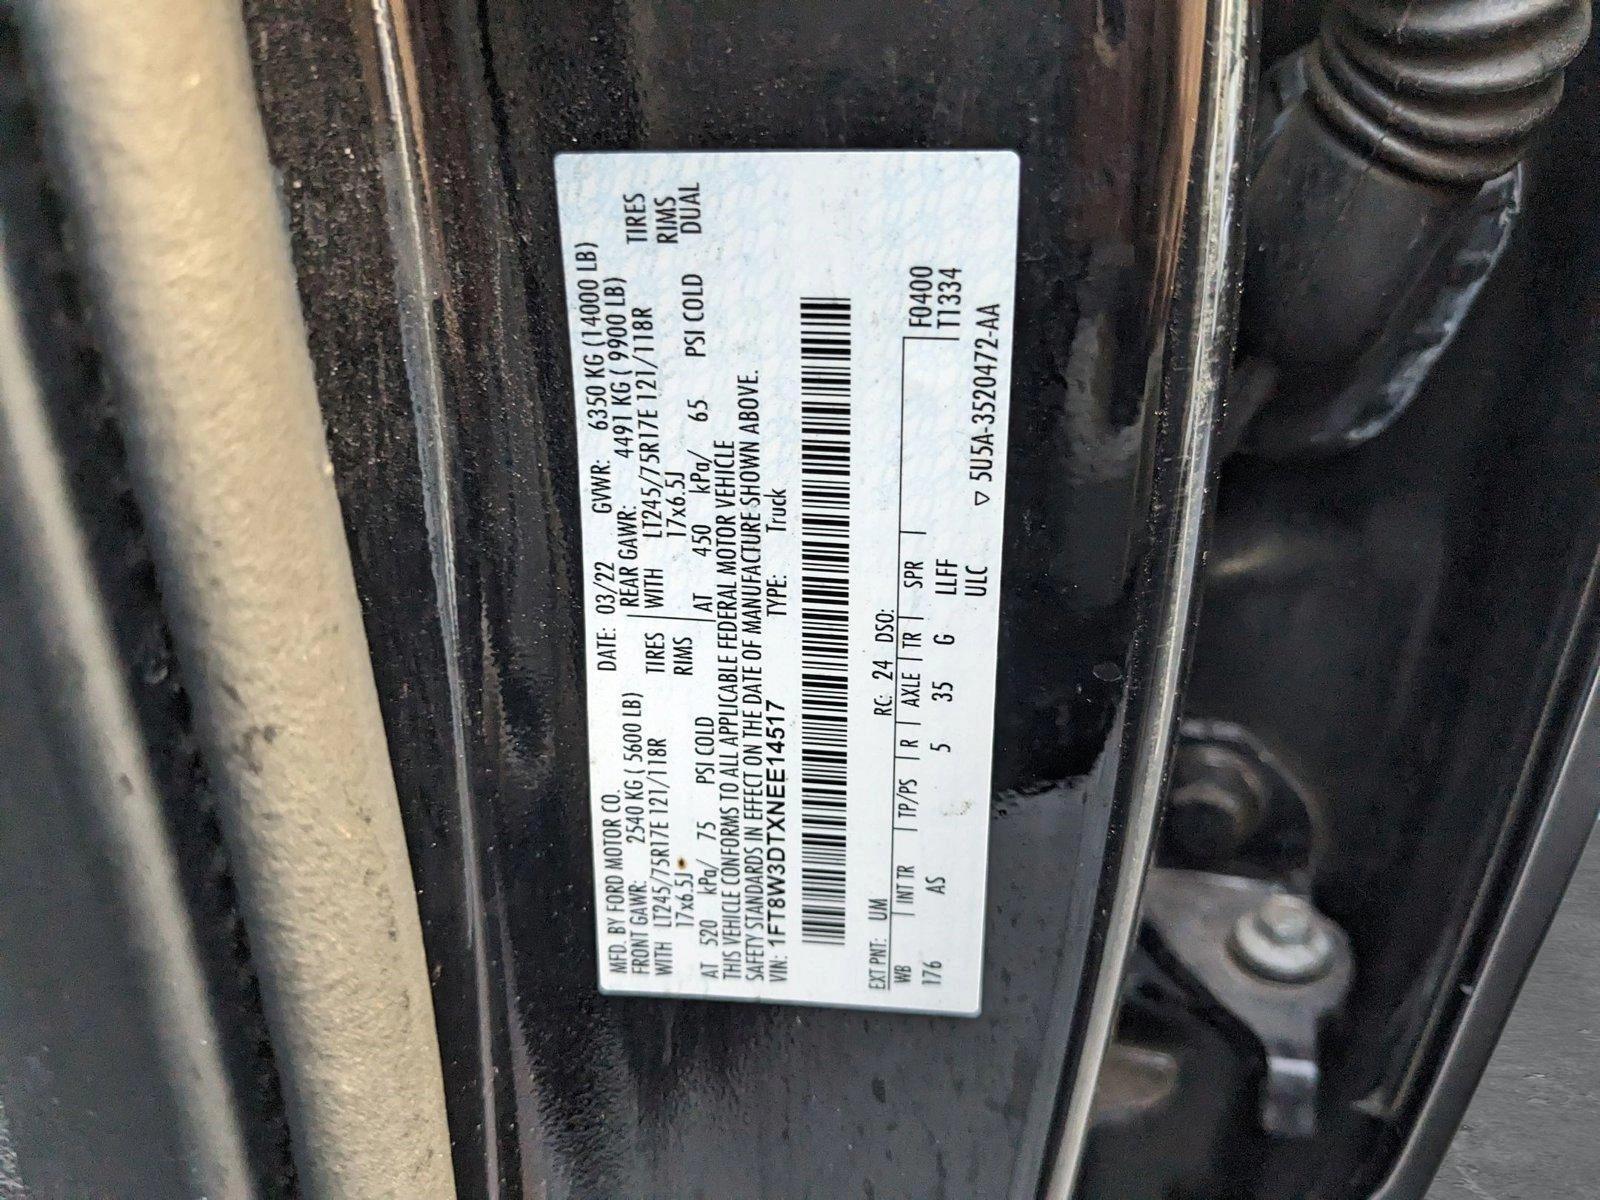 MFD. BY FORD MOTOR CO.
DATE: 03/22 GVWR: 6350 KG (14000 LB)
FRONT GAWR: 2540 KG ( 5600 LB) REAR GAWR: 4491 KG ( 9900 LB)
WITH LT245/75R17E 121/118R TIRES WITH LT245/75R17E 121/118R TIRES
17x6.5J RIMS 17x6.5J RIMS
AT 520 kPa/ 75 PSI COLD AT 450 kPa/ 65 PSI COLD DUAL
THIS VEHICLE CONFORMS TO ALL APPLICABLE FEDERAL MOTOR VEHICLE
SAFETY STANDARDS IN EFFECT ON THE DATE OF MANUFACTURE SHOWN ABOVE.
VIN: 1FT8W3DTXNEE14517 TYPE: Truck
EXT PNT: UM RC: 24 DSO:
WB INT TR TP/PS R AXLE TR SPR F0400
176 AS 5 35 G LLFF T1334
ULC ▽ 5U5A-3520472-AA